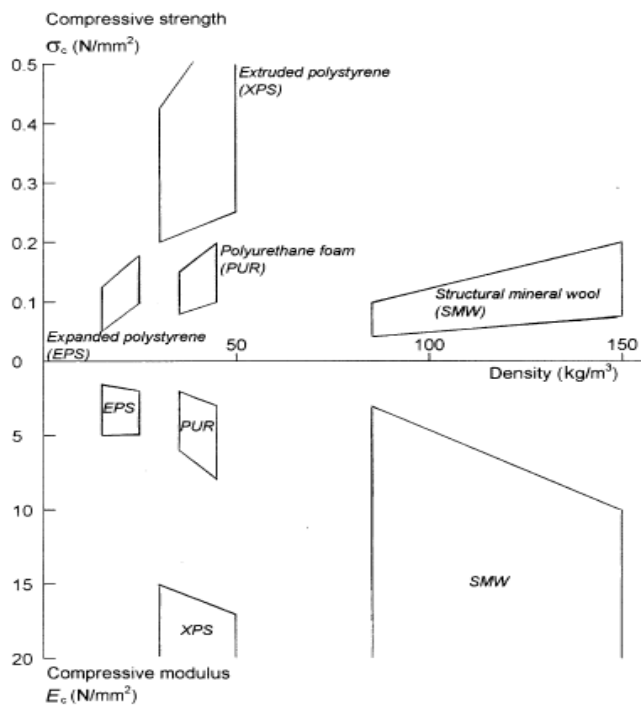 Compressive strength
σc (N/mm²)
0.5
Extruded polystyrene
(XPS)
0.4
0.3
0.2
Polyurethane foam
(PUR)
0.1
Structural mineral wool
(SMW)
Expanded polystyrene
(EPS)
0
50
100
150
Density (kg/m³)
EPS
PUR
5
10
15
SMW
XPS
20
Compressive modulus
Ec (N/mm²)